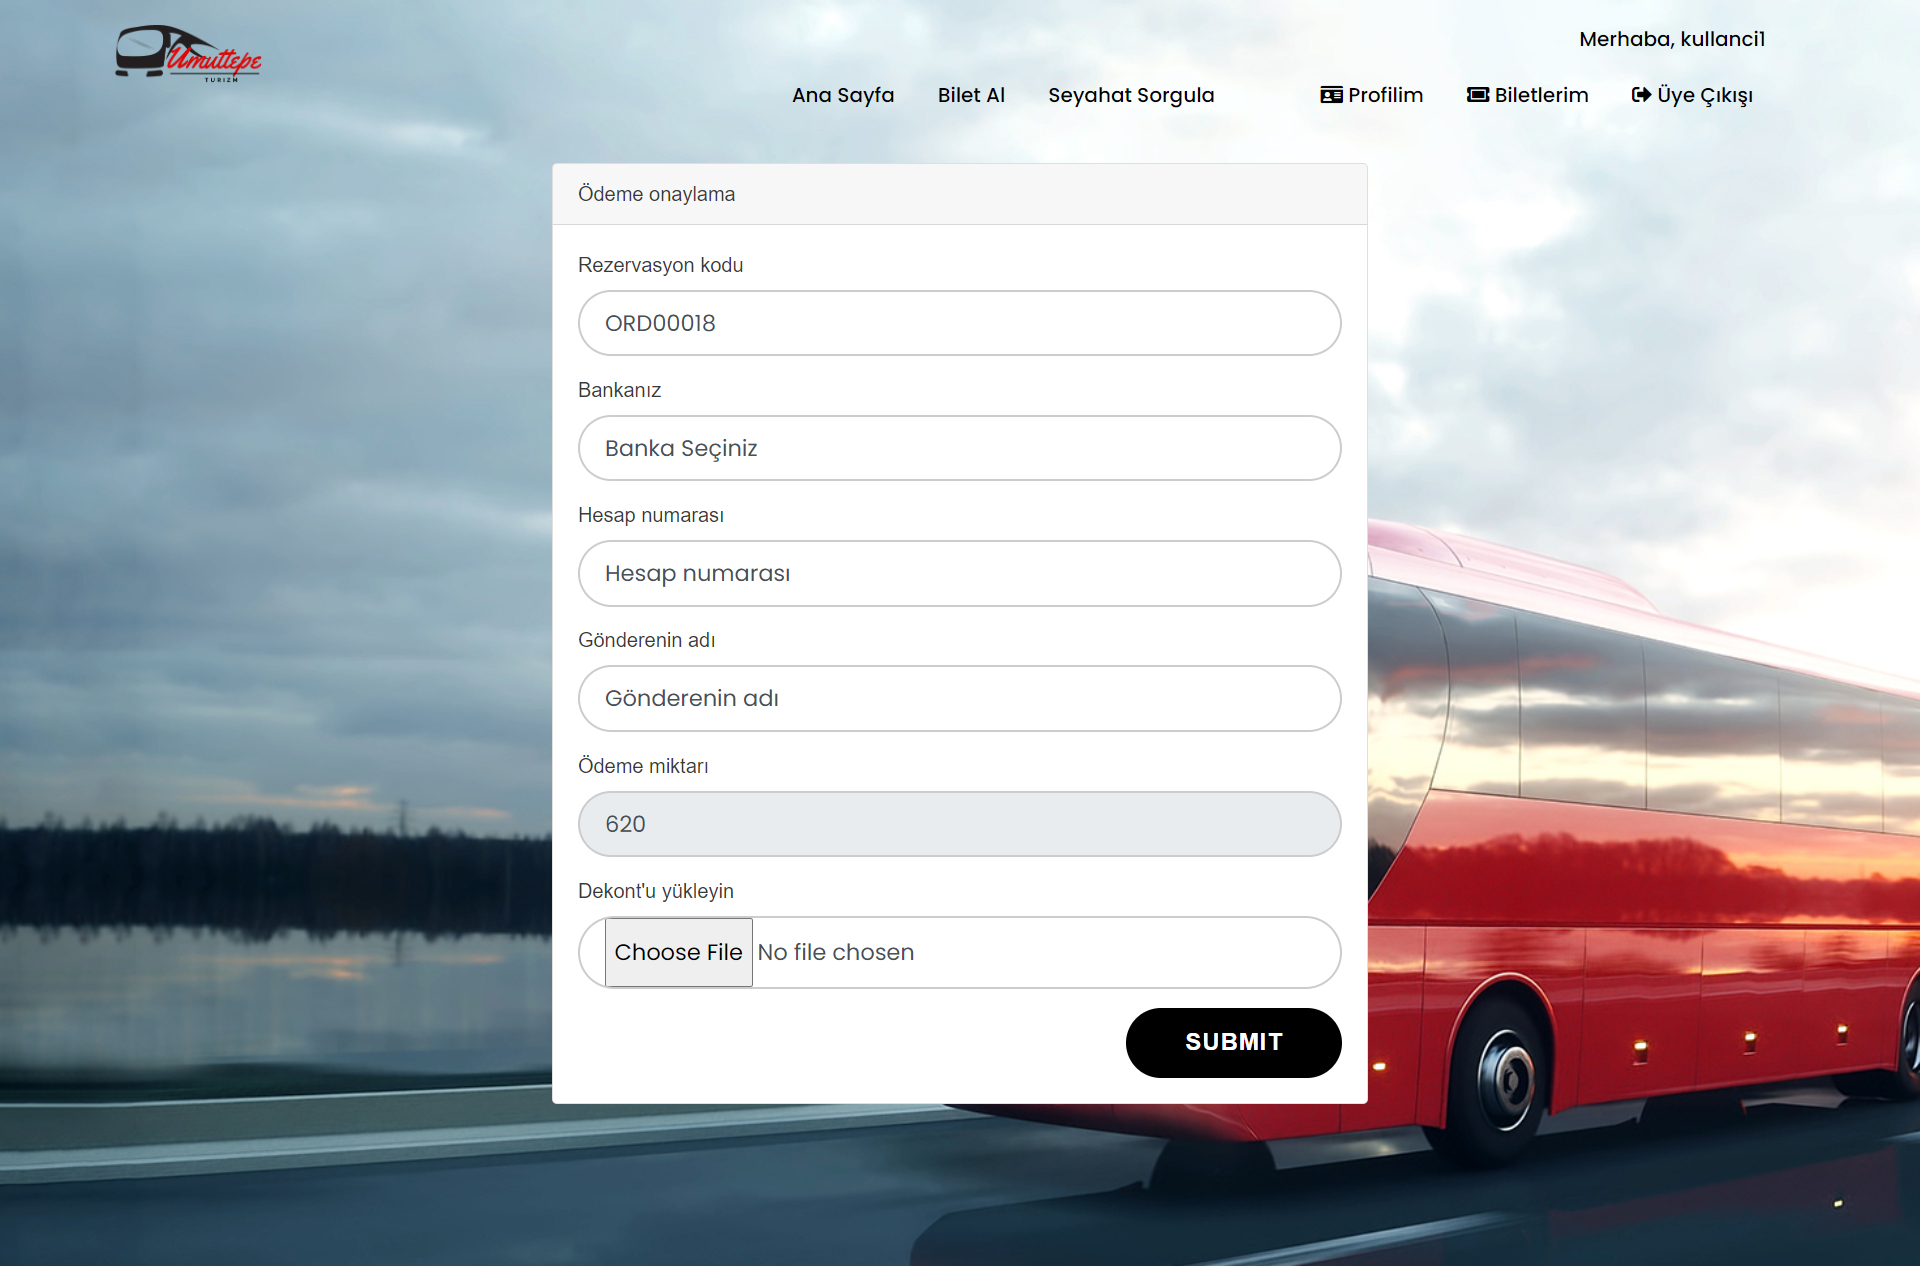 Umuttepe
TURIZM
Merhaba, kullanci1
Ana Sayfa
Bilet Al
Seyahat Sorgula
Profilim
Biletlerim
Üye Çıkışı
Ödeme onaylama
Rezervasyon kodu
ORD00018
Bankanız
Banka Seçiniz
Hesap numarası
Hesap numarası
Gönderenin adı
Gönderenin adı
Ödeme miktarı
620
Dekont'u yükleyin
Choose File No file chosen
SUBMIT